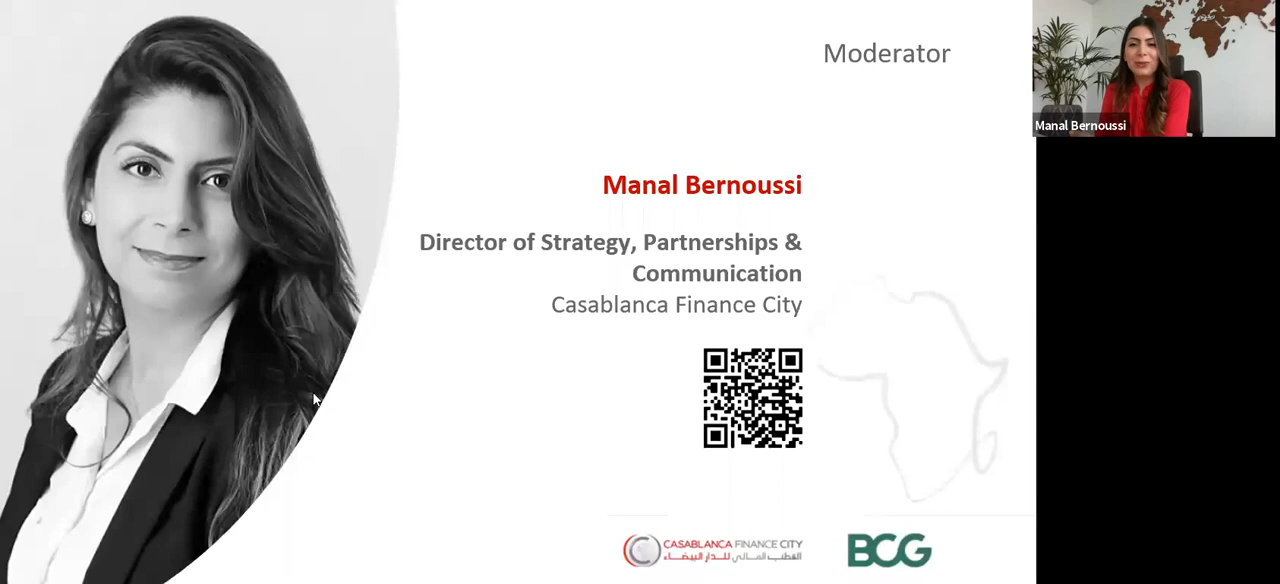 Moderator
Manal Bernoussi
Manal Bernoussi
Director of Strategy, Partnerships &
Communication
Casablanca Finance City
CASABLANCA FINANCE CITY
القطب المالي للدار البيضاء
BCG